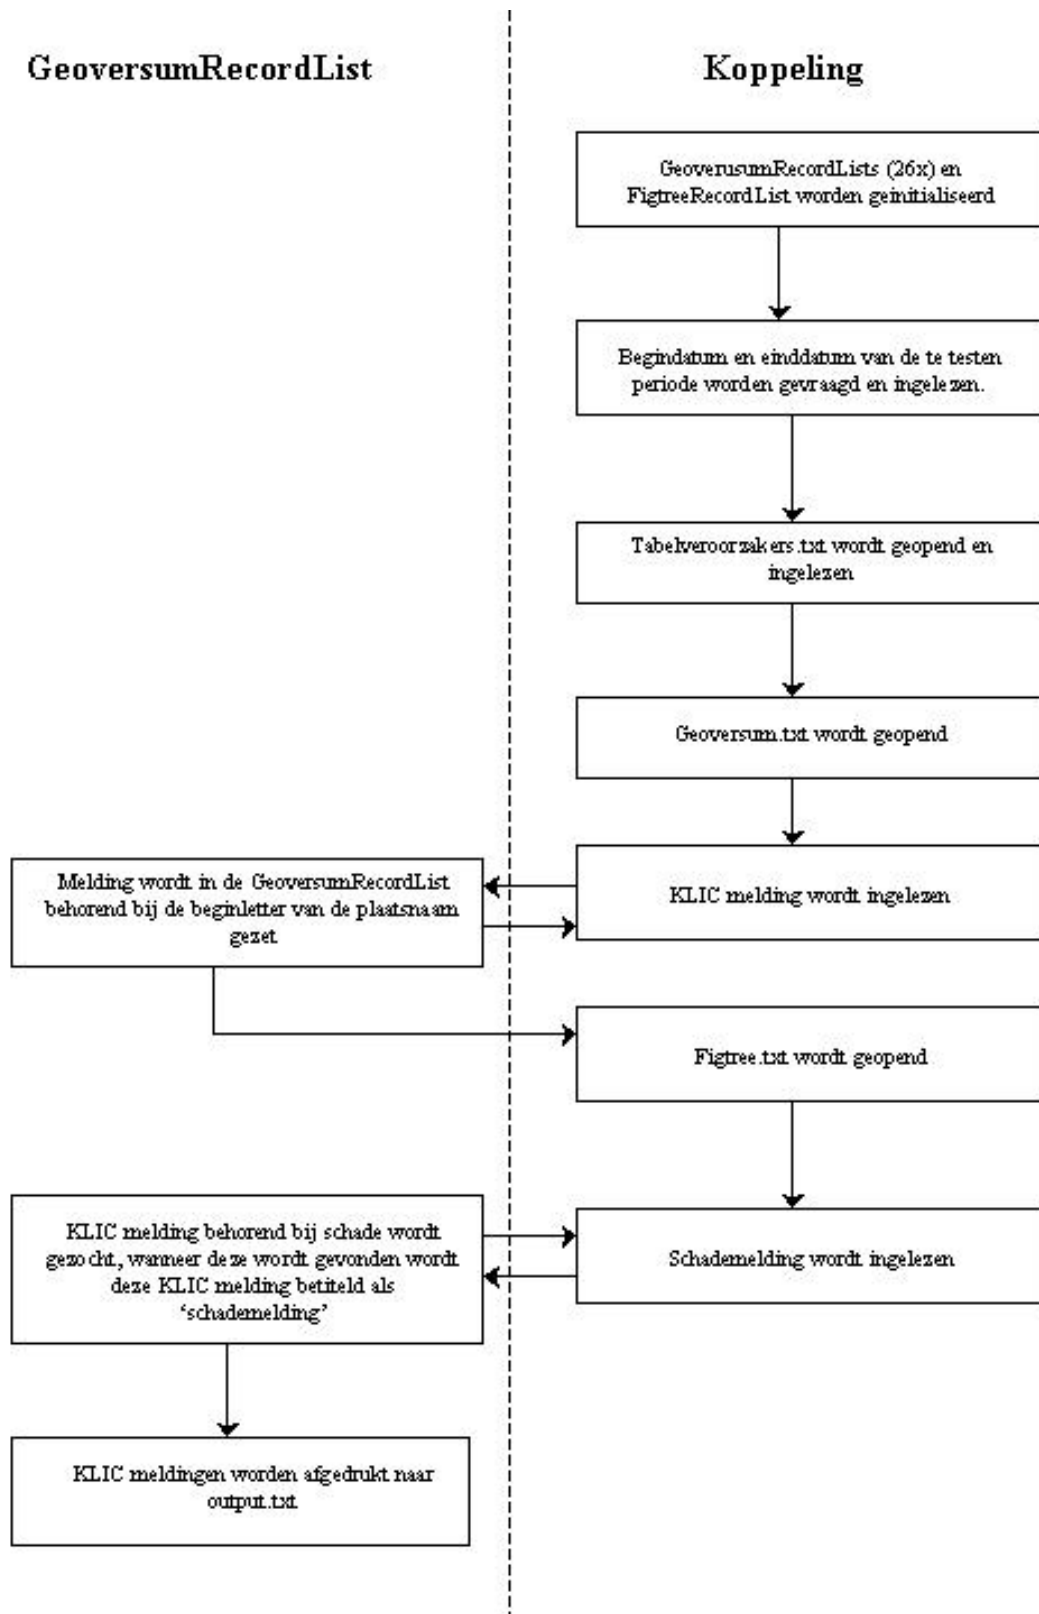 GeoversumRecordList
Koppeling
GeoverusumRecordLists (26x) en
FigtreeRecordList worden geinitialiseerd
Begindatum en einddatum van de te testen
periode worden gevraagd en ingelezen.
Tabelveroorzakers.txt wordt geopend en
ingelezen
Geoversum.txt wordt geopend
Melding wordt in de GeoversumRecordList
behorend bij de beginletter van de plaatsnaam
gezet
KLIC melding wordt ingelezen
Figtree.txt wordt geopend
KLIC melding behorend bij schade wordt
gezocht, wanneer deze wordt gevonden wordt
deze KLIC melding betiteld als
‘schademelding’
Schademelding wordt ingelezen
KLIC meldingen worden afgedrukt naar
output.txt